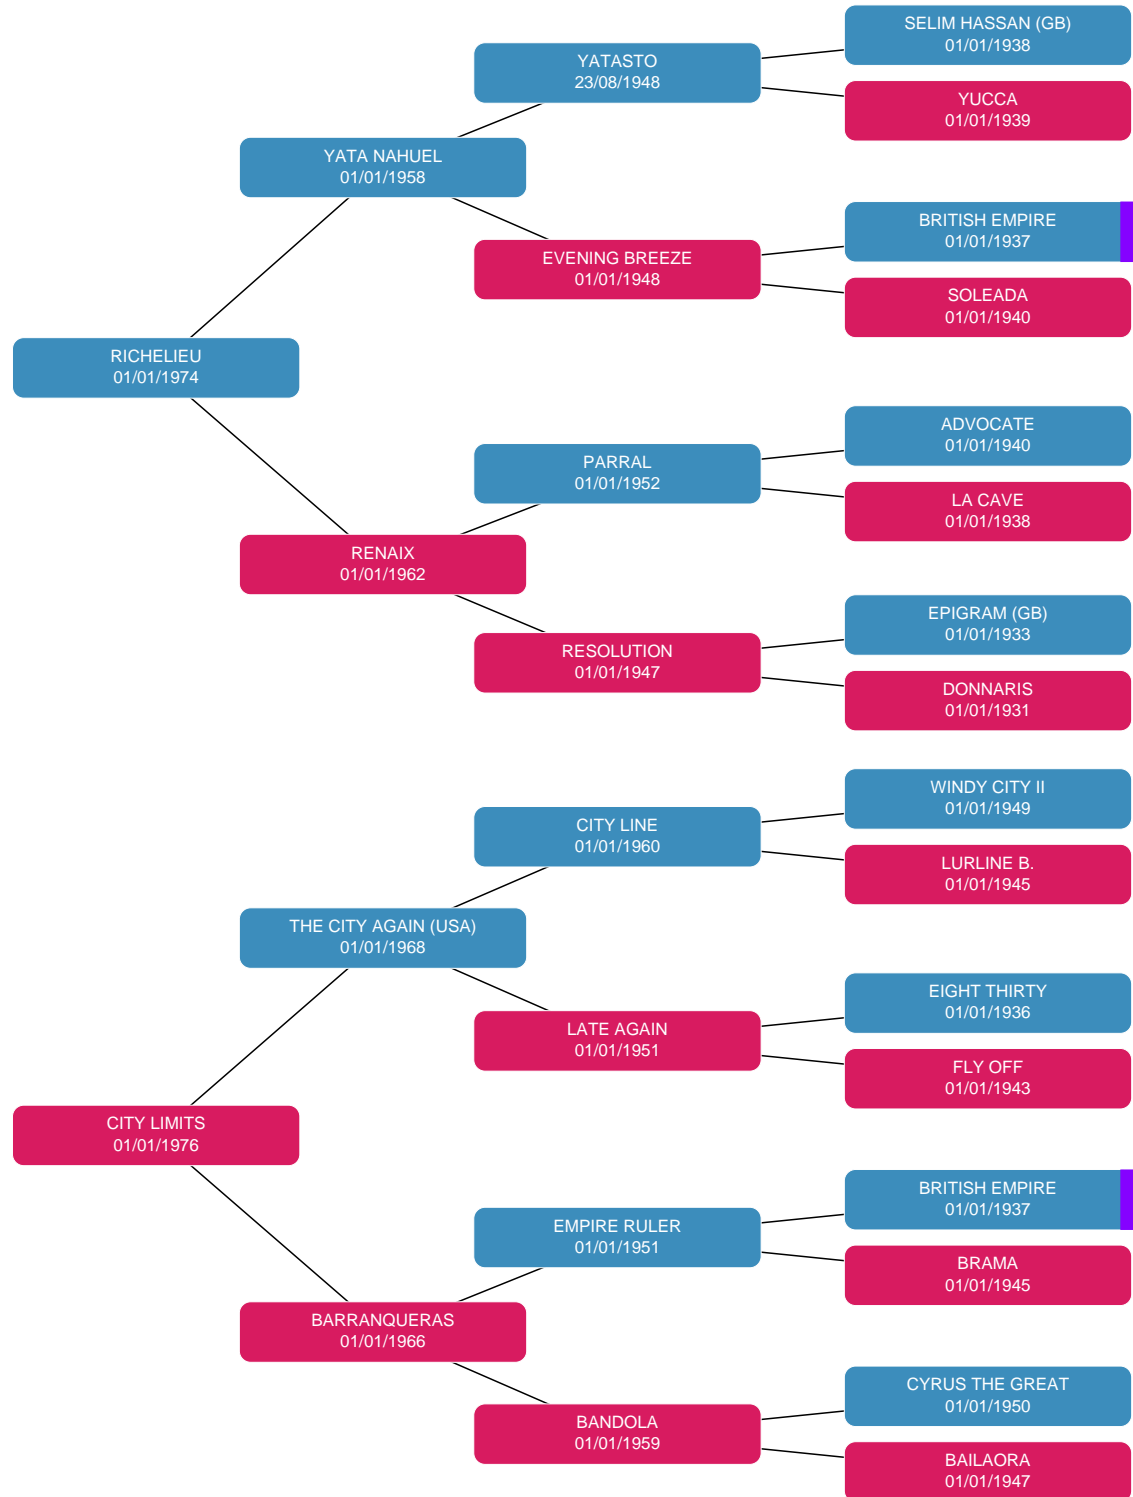 SELIM HASSAN (GB)
01/01/1938
YATASTO
23/08/1948
YUCCA
01/01/1939
YATA NAHUEL
01/01/1958
BRITISH EMPIRE
01/01/1937
EVENING BREEZE
01/01/1948
SOLEADA
01/01/1940
RICHELIEU
01/01/1974
ADVOCATE
01/01/1940
PARRAL
01/01/1952
LA CAVE
01/01/1938
RENAIX
01/01/1962
EPIGRAM (GB)
01/01/1933
RESOLUTION
01/01/1947
DONNARIS
01/01/1931
WINDY CITY II
01/01/1949
CITY LINE
01/01/1960
LURLINE B.
01/01/1945
THE CITY AGAIN (USA)
01/01/1968
EIGHT THIRTY
01/01/1936
LATE AGAIN
01/01/1951
FLY OFF
01/01/1943
CITY LIMITS
01/01/1976
BRITISH EMPIRE
01/01/1937
EMPIRE RULER
01/01/1951
BRAMA
01/01/1945
BARRANQUERAS
01/01/1966
CYRUS THE GREAT
01/01/1950
BANDOLA
01/01/1959
BAILAORA
01/01/1947